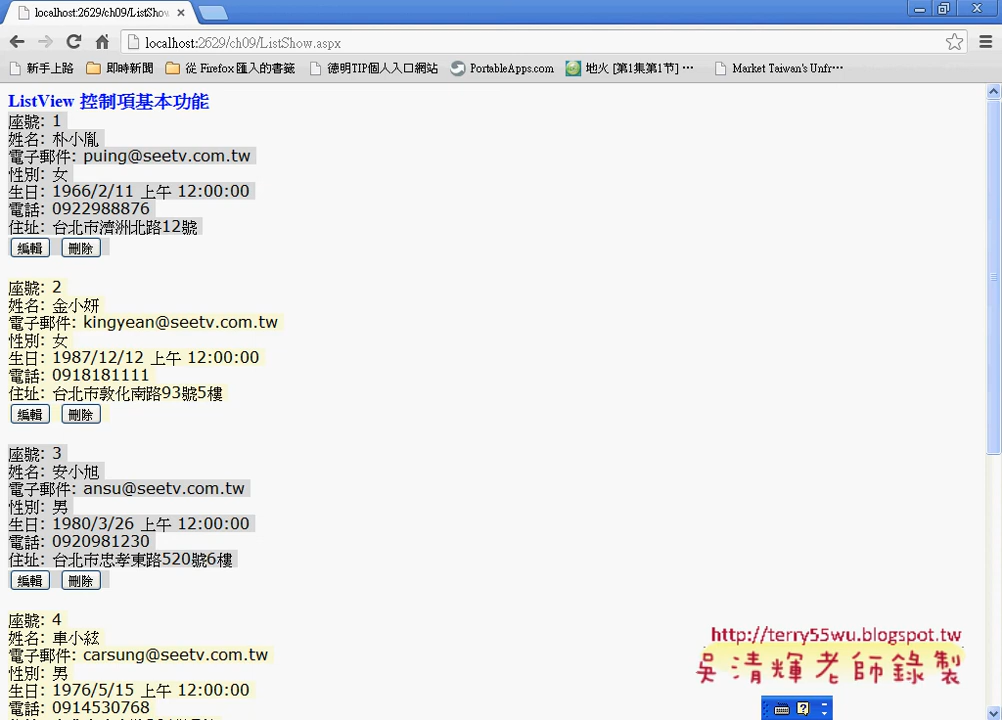 localhost:2629/ch09/ListShow
localhost:2629/ch09/ListShow.aspx
新手上路 即時新聞 從 Firefox 匯入的書籤 德明TIP個人入口網站 PortableApps.com 地火 [第1集第1节] ··· Market Taiwan's Unfr···
ListView 控制項基本功能
座號: 1
姓名: 朴小胤
電子郵件: puing@seetv.com.tw
性別: 女
生日: 1966/2/11 上午 12:00:00
電話: 0922988876
住址: 台北市濟洲北路12號
編輯 刪除
座號: 2
姓名: 金小妍
電子郵件: kingyean@seetv.com.tw
性別: 女
生日: 1987/12/12 上午 12:00:00
電話: 0918181111
住址: 台北市敦化南路93號5樓
編輯 刪除
座號: 3
姓名: 安小旭
電子郵件: ansu@seetv.com.tw
性別: 男
生日: 1980/3/26 上午 12:00:00
電話: 0920981230
住址: 台北市忠孝東路520號6樓
編輯 刪除
座號: 4
姓名: 車小絃
電子郵件: carsung@seetv.com.tw
性別: 男
生日: 1976/5/15 上午 12:00:00
電話: 0914530768
http://terry55wu.blogspot.tw
吳清輝老師錄製